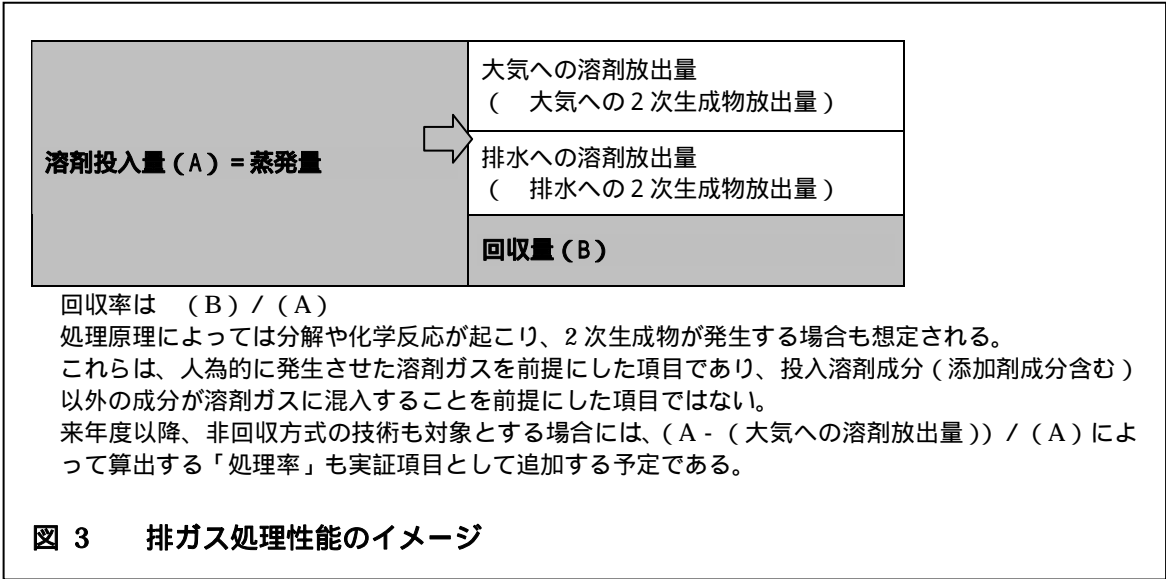 溶剤投入量(A)=蒸発量
大気への溶剤放出量
(　大気への2次生成物放出量)
排水への溶剤放出量
(　排水への2次生成物放出量)
回収量(B)
回収率は　(B)/(A)
処理原理によっては分解や化学反応が起こり、2次生成物が発生する場合も想定される。
これらは、人為的に発生させた溶剤ガスを前提にした項目であり、投入溶剤成分(添加剤成分含む)
以外の成分が溶剤ガスに混入することを前提にした項目ではない。
来年度以降、非回収方式の技術も対象とする場合には、(A-(大気への溶剤放出量))/(A)によ
って算出する「処理率」も実証項目として追加する予定である。
図 3　排ガス処理性能のイメージ